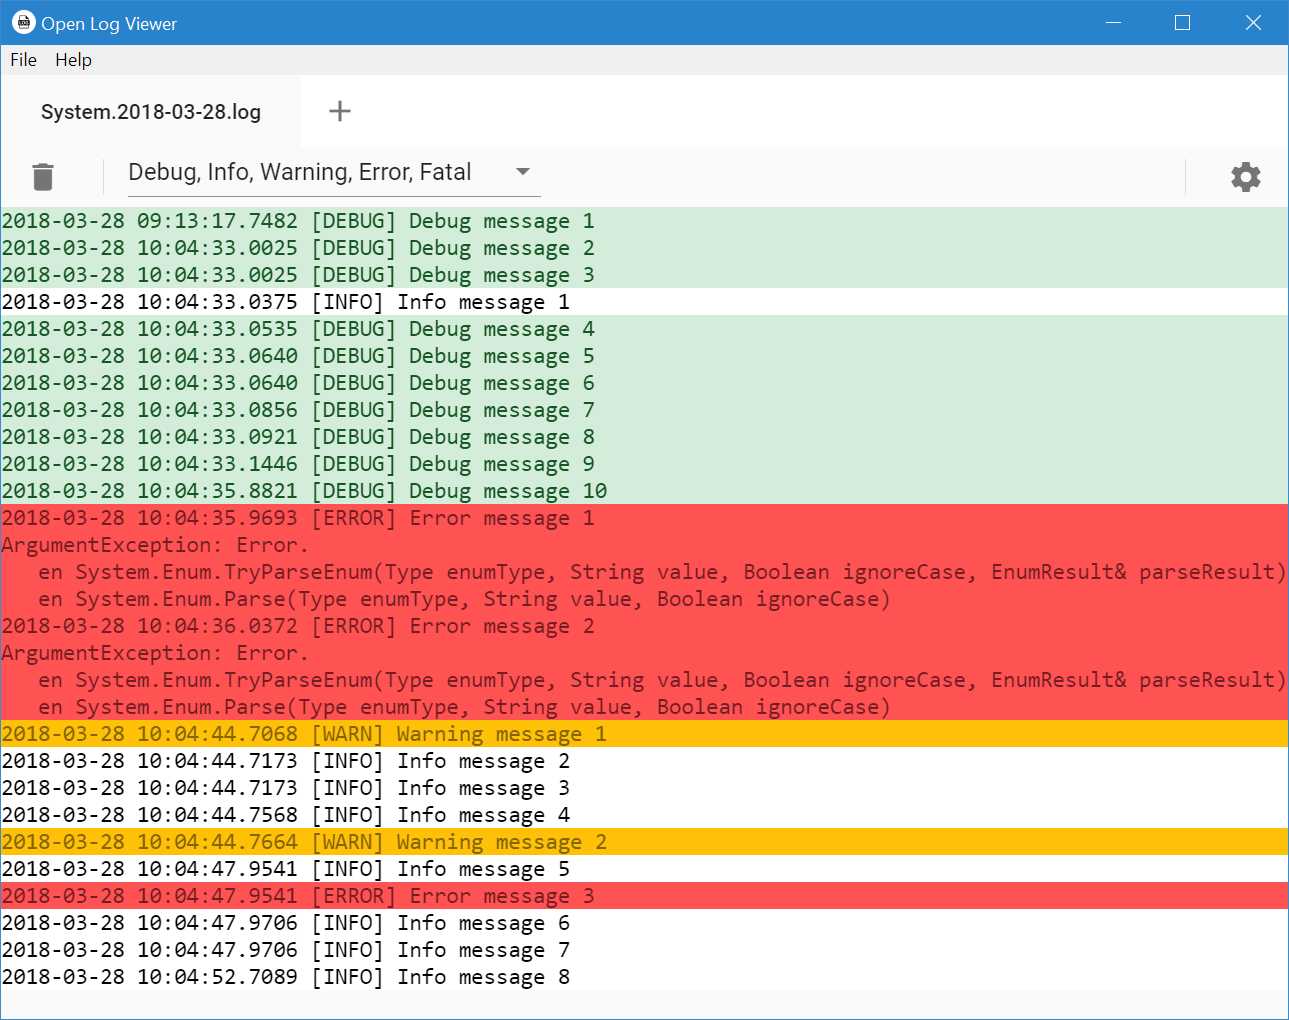 Open Log Viewer
File Help
System.2018-03-28.log
Debug, Info, Warning, Error, Fatal
2018-03-28 09:13:17.7482 [DEBUG] Debug message 1
2018-03-28 10:04:33.0025 [DEBUG] Debug message 2
2018-03-28 10:04:33.0025 [DEBUG] Debug message 3
2018-03-28 10:04:33.0375 [INFO] Info message 1
2018-03-28 10:04:33.0535 [DEBUG] Debug message 4
2018-03-28 10:04:33.0640 [DEBUG] Debug message 5
2018-03-28 10:04:33.0640 [DEBUG] Debug message 6
2018-03-28 10:04:33.0856 [DEBUG] Debug message 7
2018-03-28 10:04:33.0921 [DEBUG] Debug message 8
2018-03-28 10:04:33.1446 [DEBUG] Debug message 9
2018-03-28 10:04:35.8821 [DEBUG] Debug message 10
2018-03-28 10:04:35.9693 [ERROR] Error message 1
ArgumentException: Error.
   en System.Enum.TryParseEnum(Type enumType, String value, Boolean ignoreCase, EnumResult& parseResult)
   en System.Enum.Parse(Type enumType, String value, Boolean ignoreCase)
2018-03-28 10:04:36.0372 [ERROR] Error message 2
ArgumentException: Error.
   en System.Enum.TryParseEnum(Type enumType, String value, Boolean ignoreCase, EnumResult& parseResult)
   en System.Enum.Parse(Type enumType, String value, Boolean ignoreCase)
2018-03-28 10:04:44.7068 [WARN] Warning message 1
2018-03-28 10:04:44.7173 [INFO] Info message 2
2018-03-28 10:04:44.7173 [INFO] Info message 3
2018-03-28 10:04:44.7568 [INFO] Info message 4
2018-03-28 10:04:44.7664 [WARN] Warning message 2
2018-03-28 10:04:47.9541 [INFO] Info message 5
2018-03-28 10:04:47.9541 [ERROR] Error message 3
2018-03-28 10:04:47.9706 [INFO] Info message 6
2018-03-28 10:04:47.9706 [INFO] Info message 7
2018-03-28 10:04:52.7089 [INFO] Info message 8